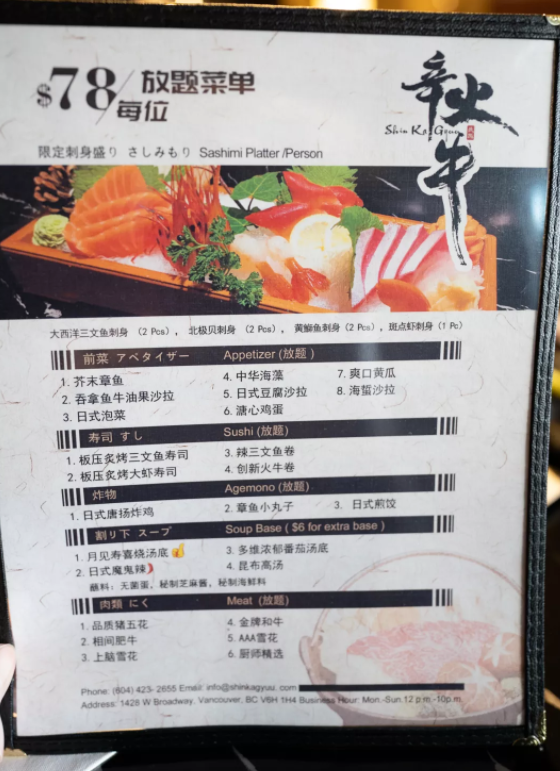 $78/每位 放题菜单
秋牛
Shin Ka Gyuu
限定刺身盛り さしみもり Sashimi Platter /Person
大西洋三文鱼刺身 (2 Pcs), 北极贝刺身 (2 Pcs), 黄鰤鱼刺身 (2 Pcs), 斑点虾刺身 (1 Pc)
前菜 アペタイザー Appetizer (放题)
1. 芥末章鱼 4. 中华海藻 7. 爽口黄瓜
2. 吞拿鱼牛油果沙拉 5. 日式豆腐沙拉 8. 海蜇沙拉
3. 日式泡菜 6. 溏心鸡蛋
寿司 すし Sushi (放题)
1. 板压炙烤三文鱼寿司 3. 辣三文鱼卷
2. 板压炙烤大虾寿司 4. 创新火牛卷
炸物 Agemono (放题)
1. 日式唐扬炸鸡 2. 章鱼小丸子 3. 日式煎饺
割り下 スープ Soup Base ( $6 for extra base )
1. 月见寿喜烧汤底 3. 多维浓郁番茄汤底
2. 日式魔鬼辣 4. 昆布高汤
蘸料: 无菌蛋, 秘制芝麻酱, 秘制海鲜料
肉類 にく Meat (放题)
1. 品质猪五花 4. 金牌和牛
2. 相间肥牛 5. AAA雪花
3. 上脑雪花 6. 厨师精选
Phone: (604) 423- 2655 Email: info@shinkagyuu.com
Address: 1428 W Broadway, Vancouver, BC V6H 1H4 Business Hour: Mon.-Sun.12 p.m.-10p.m.